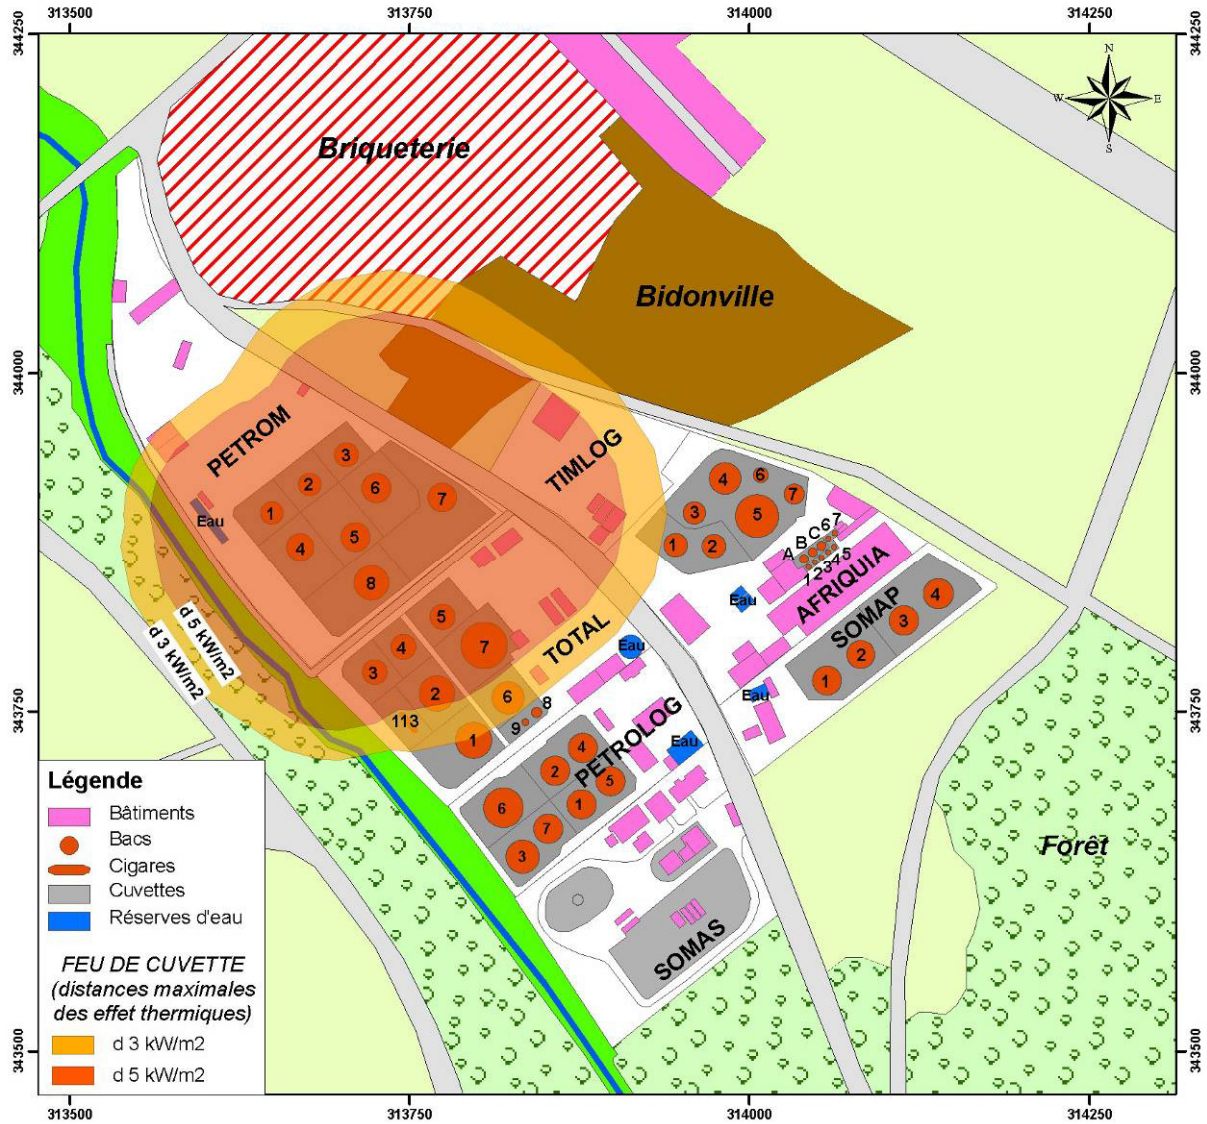 313500 313750 314000 314250
344250 344250
N
W E
S
Briqueterie
Bidonville
344000 344000
PETROM
TIMLOG
3
2
6
7
1
5
4
8
Eau
4 6
7
3 5
1 2
A B C 6 7
1 2 3 4 5
AFRIQUIA
SOMAP
4
3
2
1
Eau
d 5 kW/m2
d 3 kW/m2
5
4
7
3
2
6
113
1
8
9
TOTAL
Eau
Eau
343750 343750
PETROLOG
4
2
5
6
1
7
3
Eau
Forêt
SOMAS
Légende
Bâtiments
Bacs
Cigares
Cuvettes
Réserves d'eau
FEU DE CUVETTE
(distances maximales
des effet thermiques)
d 3 kW/m2
d 5 kW/m2
343500 343500
313500 313750 314000 314250